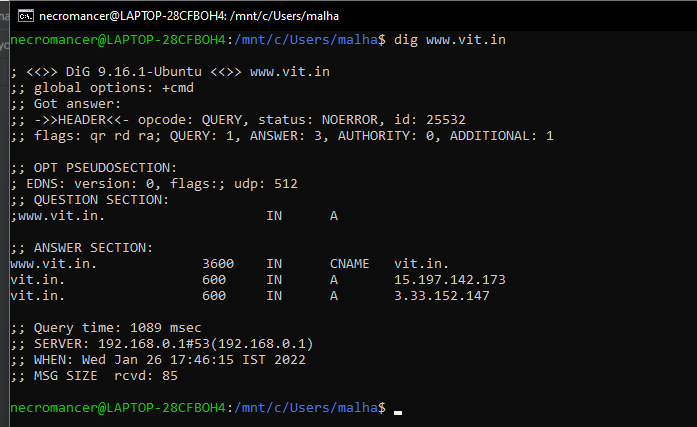 necromancer@LAPTOP-28CFBOH4: /mnt/c/Users/malha
necromancer@LAPTOP-28CFBOH4:/mnt/c/Users/malha$ dig www.vit.in
; <<>> DiG 9.16.1-Ubuntu <<>> www.vit.in
;; global options: +cmd
;; Got answer:
;; ->>HEADER<<- opcode: QUERY, status: NOERROR, id: 25532
;; flags: qr rd ra; QUERY: 1, ANSWER: 3, AUTHORITY: 0, ADDITIONAL: 1
;; OPT PSEUDOSECTION:
; EDNS: version: 0, flags:; udp: 512
;; QUESTION SECTION:
;www.vit.in. IN A
;; ANSWER SECTION:
www.vit.in. 3600 IN CNAME vit.in.
vit.in. 600 IN A 15.197.142.173
vit.in. 600 IN A 3.33.152.147
;; Query time: 1089 msec
;; SERVER: 192.168.0.1#53(192.168.0.1)
;; WHEN: Wed Jan 26 17:46:15 IST 2022
;; MSG SIZE rcvd: 85
necromancer@LAPTOP-28CFBOH4:/mnt/c/Users/malha$